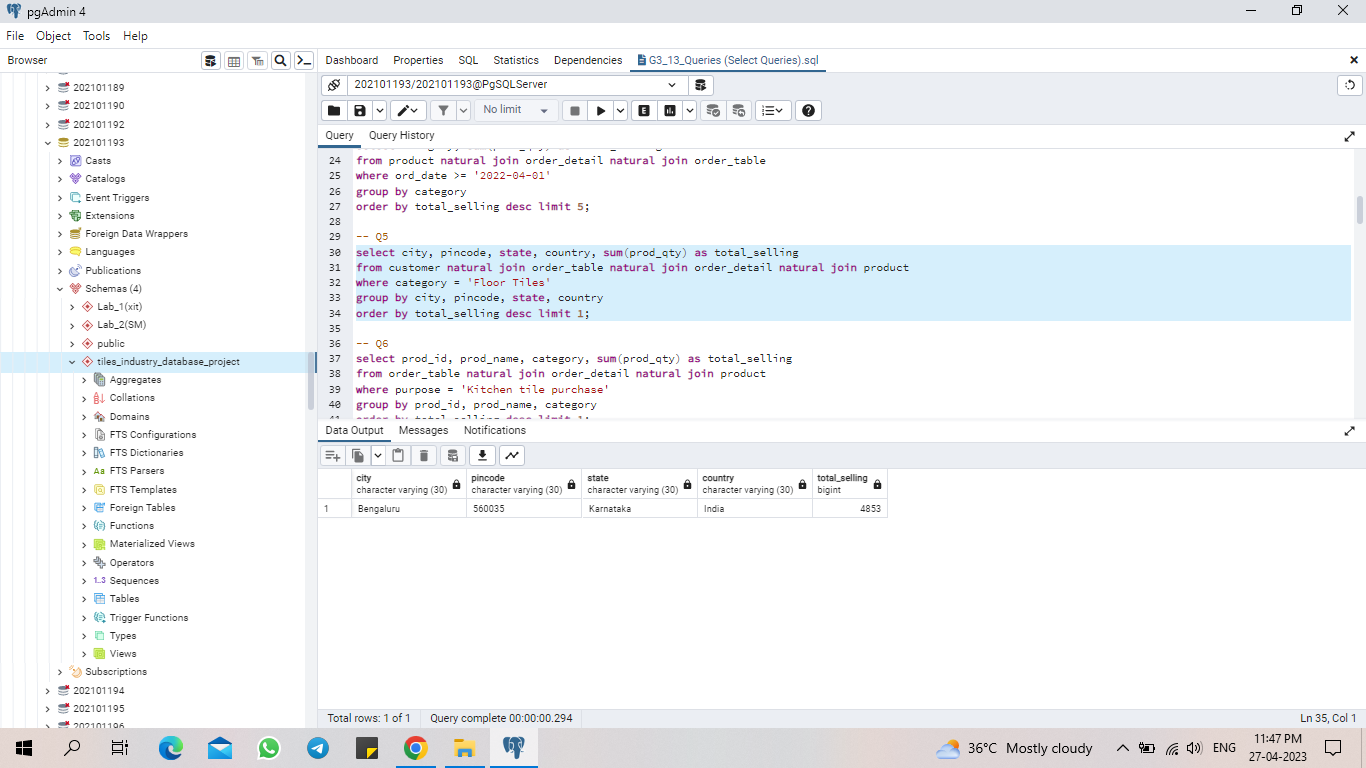 pgAdmin 4
File Object Tools Help
Browser
Dashboard Properties SQL Statistics Dependencies G3_13_Queries (Select Queries).sql
202101189
202101190
202101192
202101193
Casts
Catalogs
Event Triggers
Extensions
Foreign Data Wrappers
Languages
Publications
Schemas (4)
Lab_1(xit)
Lab_2(SM)
public
tiles_industry_database_project
Aggregates
Collations
Domains
FTS Configurations
FTS Dictionaries
Aa FTS Parsers
FTS Templates
Foreign Tables
Functions
Materialized Views
Operators
1..3 Sequences
Tables
Trigger Functions
Types
Views
Subscriptions
202101194
202101195
202101196
202101193/202101193@PgSQLServer
No limit
E
Query Query History
24 from product natural join order_detail natural join order_table
25 where ord_date >= '2022-04-01'
26 group by category
27 order by total_selling desc limit 5;
28
29 -- Q5
30 select city, pincode, state, country, sum(prod_qty) as total_selling
31 from customer natural join order_table natural join order_detail natural join product
32 where category = 'Floor Tiles'
33 group by city, pincode, state, country
34 order by total_selling desc limit 1;
35
36 -- Q6
37 select prod_id, prod_name, category, sum(prod_qty) as total_selling
38 from order_table natural join order_detail natural join product
39 where purpose = 'Kitchen tile purchase'
40 group by prod_id, prod_name, category
41 order by total_selling desc limit 1;
Data Output Messages Notifications
city pincode state country total_selling
character varying (30) character varying (30) character varying (30) character varying (30) bigint
1 Bengaluru 560035 Karnataka India 4853
Total rows: 1 of 1 Query complete 00:00:00.294 Ln 35, Col 1
36°C Mostly cloudy ENG 11:47 PM
27-04-2023